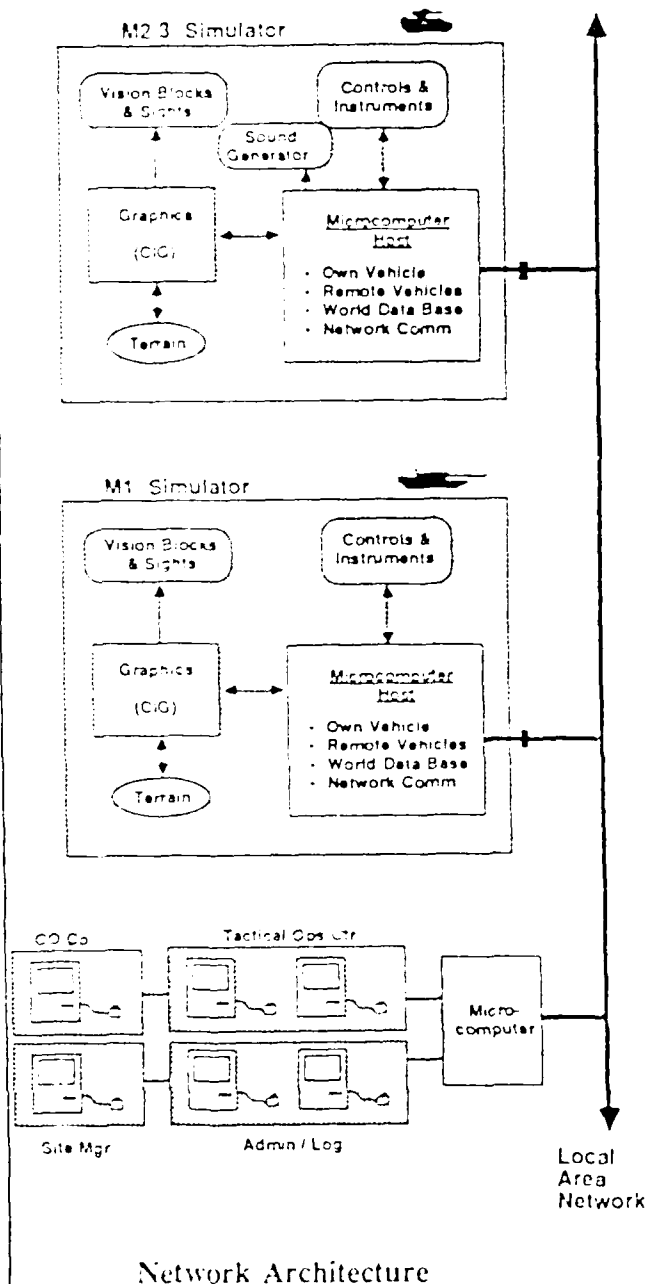 M2/3 Simulator
Vision Blocks
& Sights
Controls &
Instruments
Sound
Generator
Graphics
(CIG)
Microcomputer
Host
- Own Vehicle
- Remote Vehicles
- World Data Base
- Network Comm
Terrain
M1 Simulator
Vision Blocks
& Sights
Controls &
Instruments
Graphics
(CIG)
Microcomputer
Host
- Own Vehicle
- Remote Vehicles
- World Data Base
- Network Comm
Terrain
Tactical Ops Ctr
Micro-
computer
Site Mgr
Admin / Log
Local
Area
Network
Network Architecture